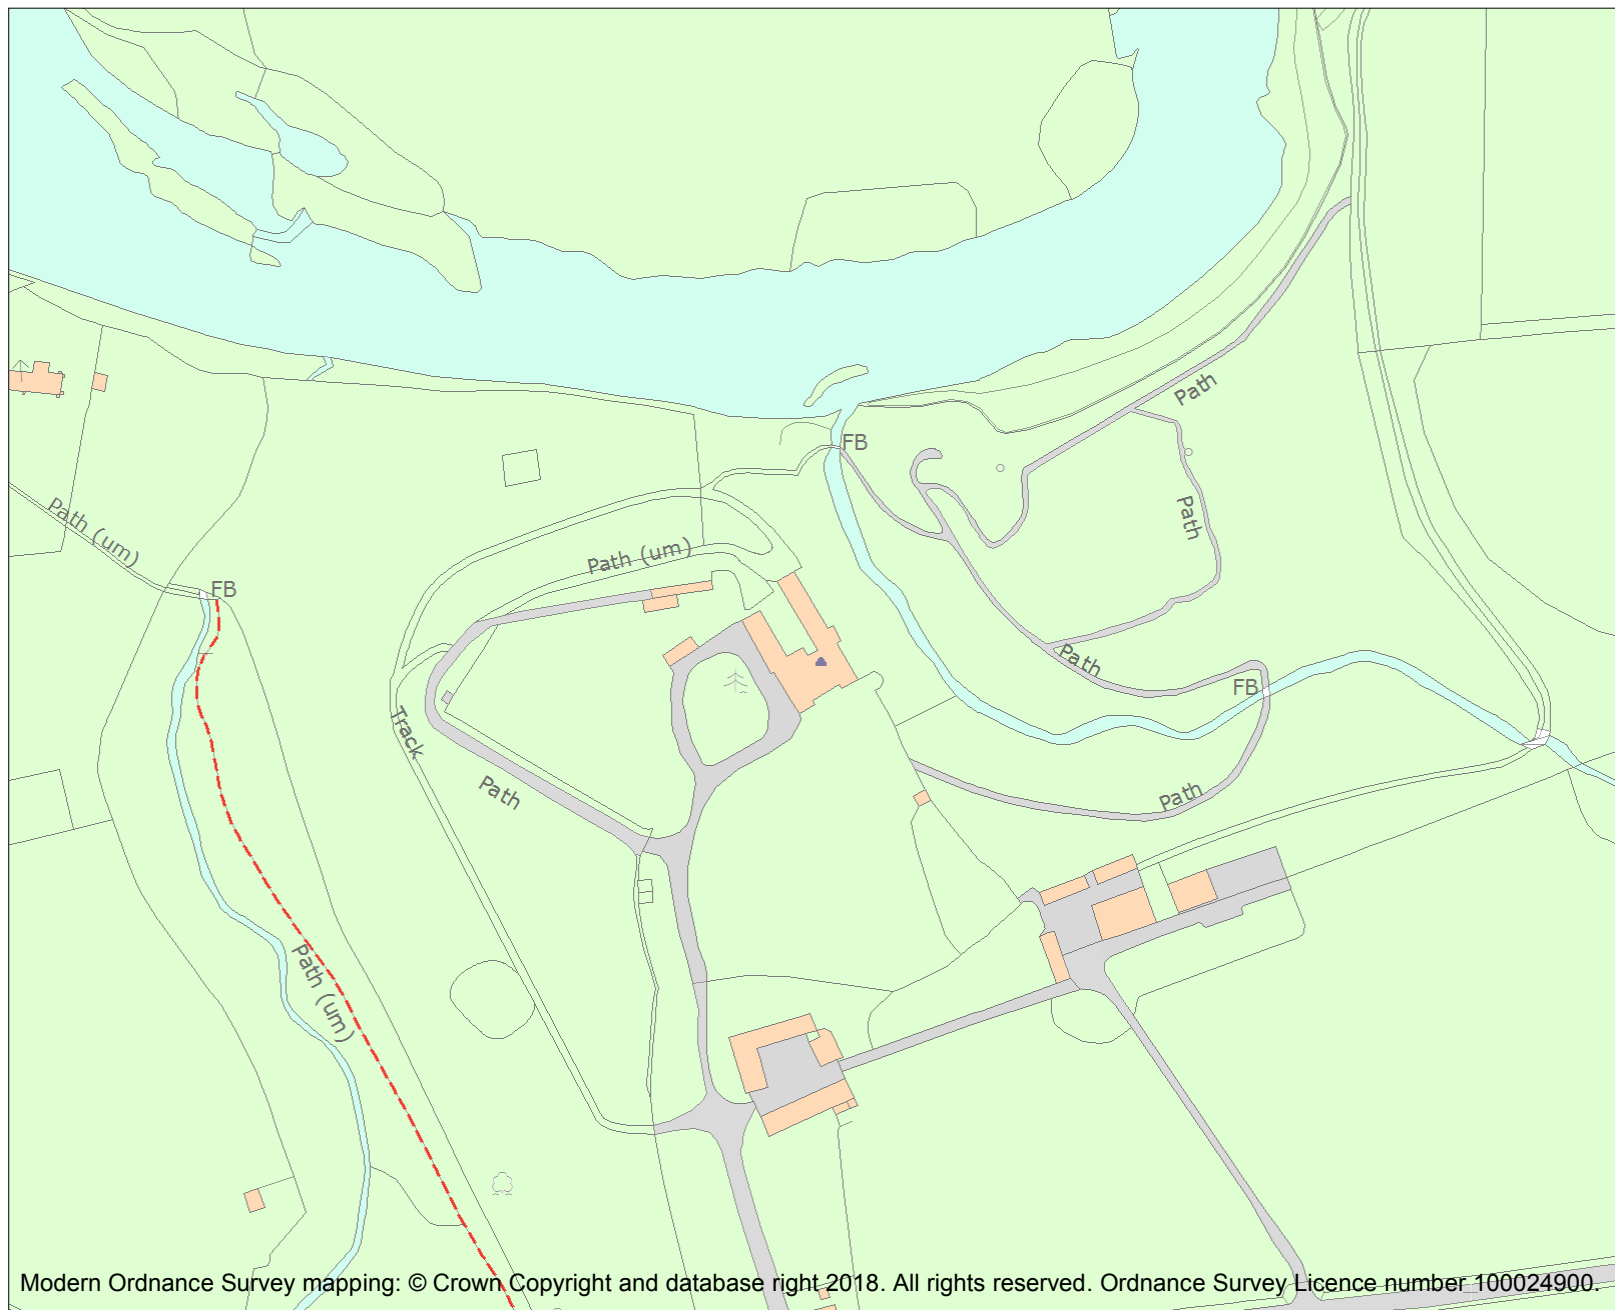 Path
FB
Path
Path (um)
Path (um)
FB
Path
FB
Track
Path
Path
Path (um)
Modern Ordnance Survey mapping: © Crown Copyright and database right 2018. All rights reserved. Ordnance Survey Licence number 100024900.